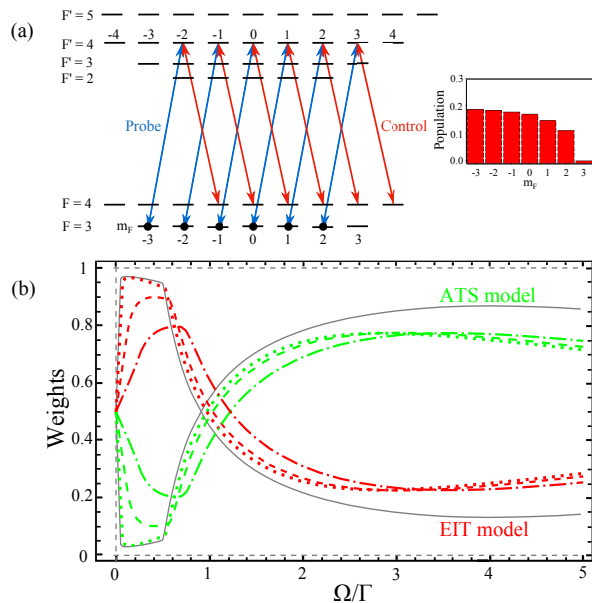 (a)
F' = 5
-4 -3 -2 -1 0 1 2 3 4
F' = 4
F' = 3
F' = 2
Probe
Control
F = 4
F = 3 m_F
-3 -2 -1 0 1 2 3
Population
0.3
0.2
0.1
0.0
-3 -2 -1 0 1 2 3
m_F
(b)
Weights
1
0.8
0.6
0.4
0.2
0
ATS model
EIT model
0 1 2 3 4 5
Ω/Γ